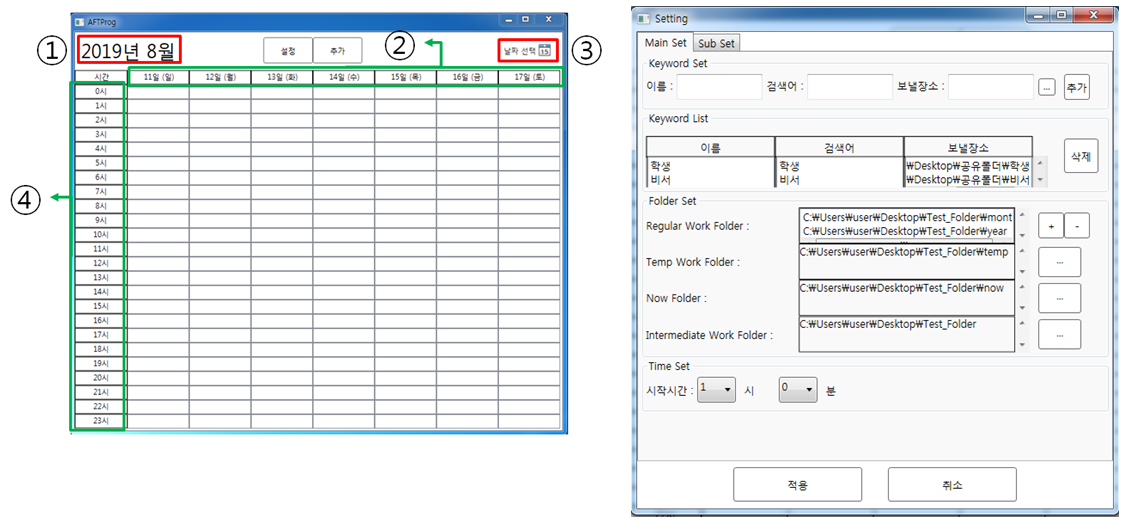 AFTProg
① 2019년 8월
설정 추가
②
날짜 선택 15 ③
시간 11일 (일) 12일 (월) 13일 (화) 14일 (수) 15일 (목) 16일 (금) 17일 (토)
0시
1시
2시
3시
4시
5시
6시
7시
④
8시
9시
10시
11시
12시
13시
14시
15시
16시
17시
18시
19시
20시
21시
22시
23시
Setting
Main Set Sub Set
Keyword Set
이름 : 검색어 : 보낼장소 : ... 추가
Keyword List
이름 검색어 보낼장소
학생 학생 ₩Desktop₩공유폴더₩학생
비서 비서 ₩Desktop₩공유폴더₩비서
삭제
Folder Set
Regular Work Folder : C:₩Users₩user₩Desktop₩Test_Folder₩mont
C:₩Users₩user₩Desktop₩Test_Folder₩year
+ -
Temp Work Folder : C:₩Users₩user₩Desktop₩Test_Folder₩temp ...
Now Folder : C:₩Users₩user₩Desktop₩Test_Folder₩now ...
Intermediate Work Folder : C:₩Users₩user₩Desktop₩Test_Folder ...
Time Set
시작시간 : 1 시 0 분
적용 취소